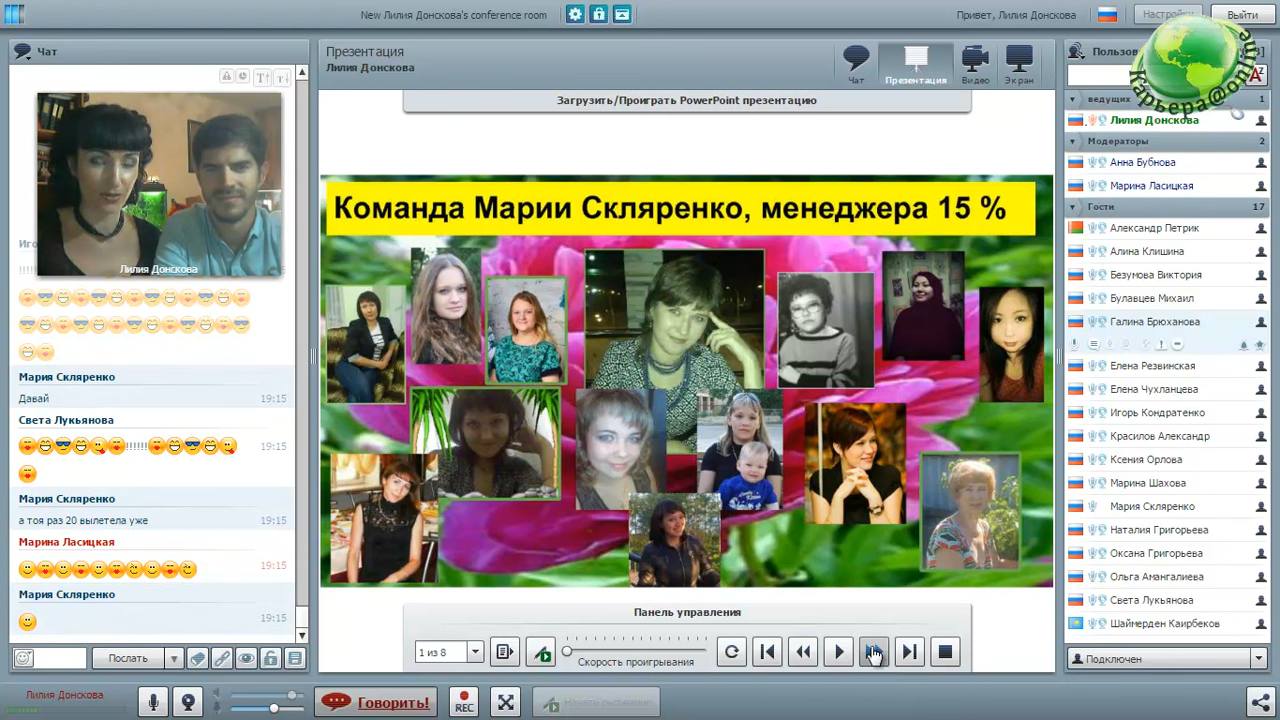 New Лилия Донскова's conference room
Привет, Лилия Донскова
Настройки
Выйти
Чат
Лилия Донскова
Мария Скляренко
Давай 19:15
Света Лукьянова
!!!!!! 19:15
Мария Скляренко
а тоя раз 20 вылетела уже 19:15
Марина Ласицкая
19:15
Мария Скляренко
19:15
Послать
Презентация
Лилия Донскова
Чат
Презентация
Видео
Экран
Загрузить/Проиграть PowerPoint презентацию
Команда Марии Скляренко, менеджера 15 %
Панель управления
1 из 8
Скорость проигрывания
карьера@online
ведущих 1
Лилия Донскова
Модераторы 2
Анна Бубнова
Марина Ласицкая
Гости 17
Александр Петрик
Алина Клишина
Безумова Виктория
Булавцев Михаил
Галина Брюханова
Елена Резвинская
Елена Чухланцева
Игорь Кондратенко
Красилов Александр
Ксения Орлова
Марина Шахова
Мария Скляренко
Наталия Григорьева
Оксана Григорьева
Ольга Амангалиева
Света Лукьянова
Шаймерден Каирбеков
Подключен
Лилия Донскова
Говорить!
REC